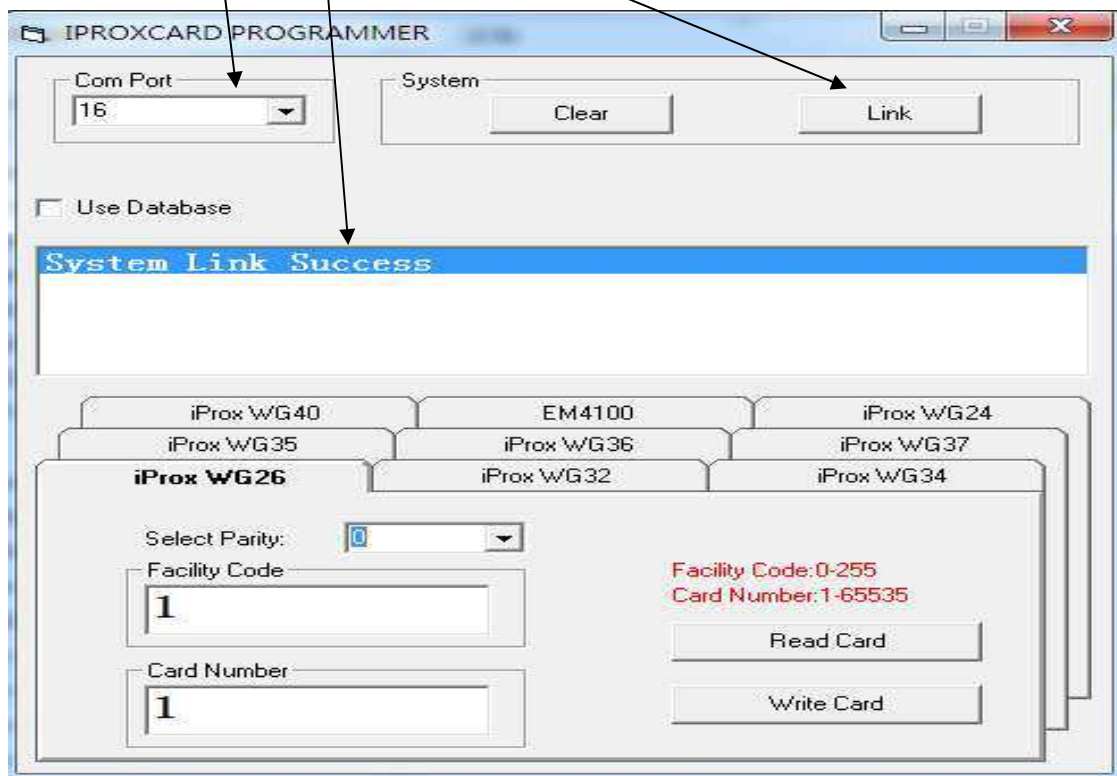 IPROXCARD PROGRAMMER
Com Port
System
16
Clear
Link
Use Database
System Link Success
iProx WG40
EM4100
iProx WG24
iProx WG35
iProx WG36
iProx WG37
iProx WG26
iProx WG32
iProx WG34
Select Parity:
0
Facility Code
1
Facility Code:0-255
Card Number:1-65535
Read Card
Card Number
1
Write Card